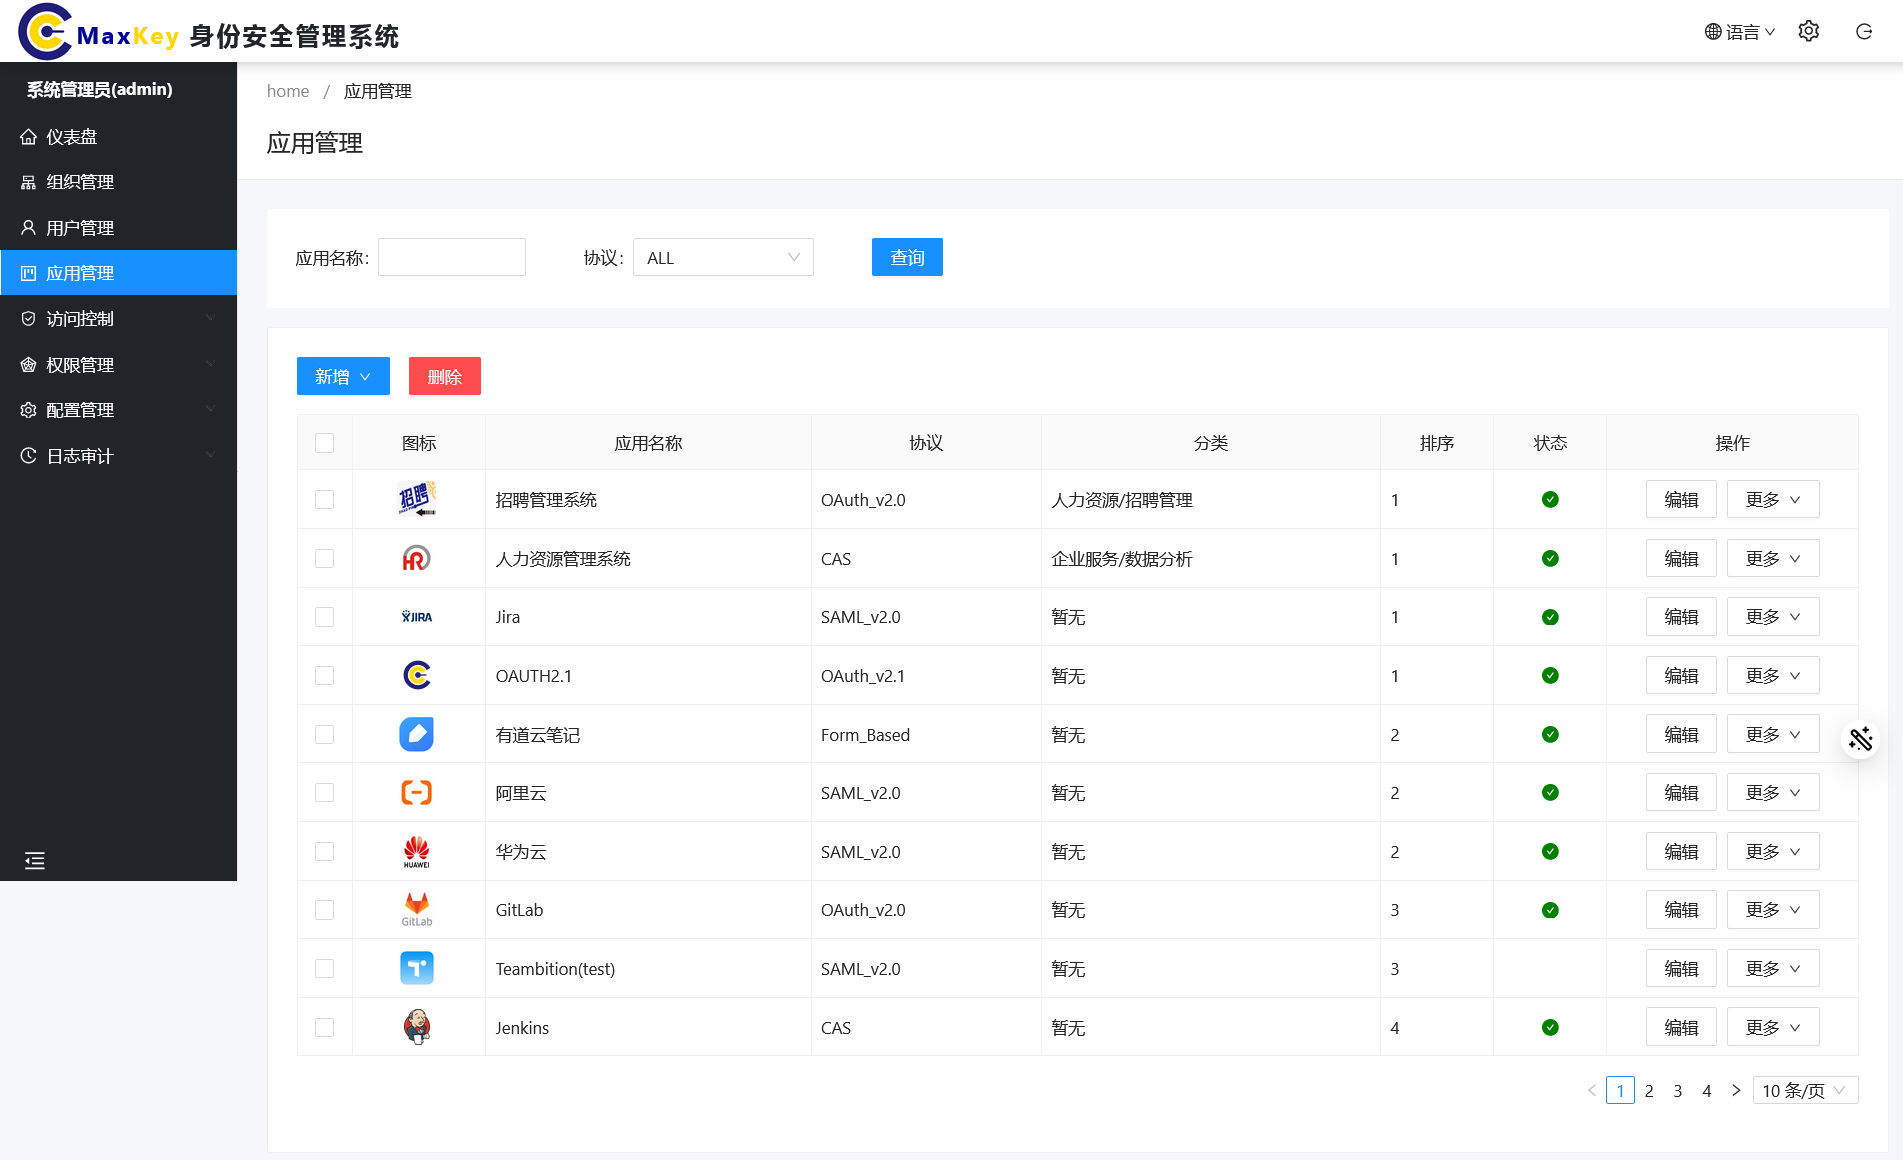 MaxKey 身份安全管理系统
语言
系统管理员(admin)
仪表盘
组织管理
用户管理
应用管理
访问控制
权限管理
配置管理
日志审计
home / 应用管理
应用管理
应用名称:
协议: ALL
查询
新增
删除
图标 应用名称 协议 分类 排序 状态 操作
招聘 招聘管理系统 OAuth_v2.0 人力资源/招聘管理 1 编辑 更多
HR 人力资源管理系统 CAS 企业服务/数据分析 1 编辑 更多
JIRA Jira SAML_v2.0 暂无 1 编辑 更多
OAUTH2.1 OAuth_v2.1 暂无 1 编辑 更多
有道云笔记 Form_Based 暂无 2 编辑 更多
阿里云 SAML_v2.0 暂无 2 编辑 更多
HUAWEI 华为云 SAML_v2.0 暂无 2 编辑 更多
GitLab GitLab OAuth_v2.0 暂无 3 编辑 更多
Teambition(test) SAML_v2.0 暂无 3 编辑 更多
Jenkins CAS 暂无 4 编辑 更多
1 2 3 4 10 条/页